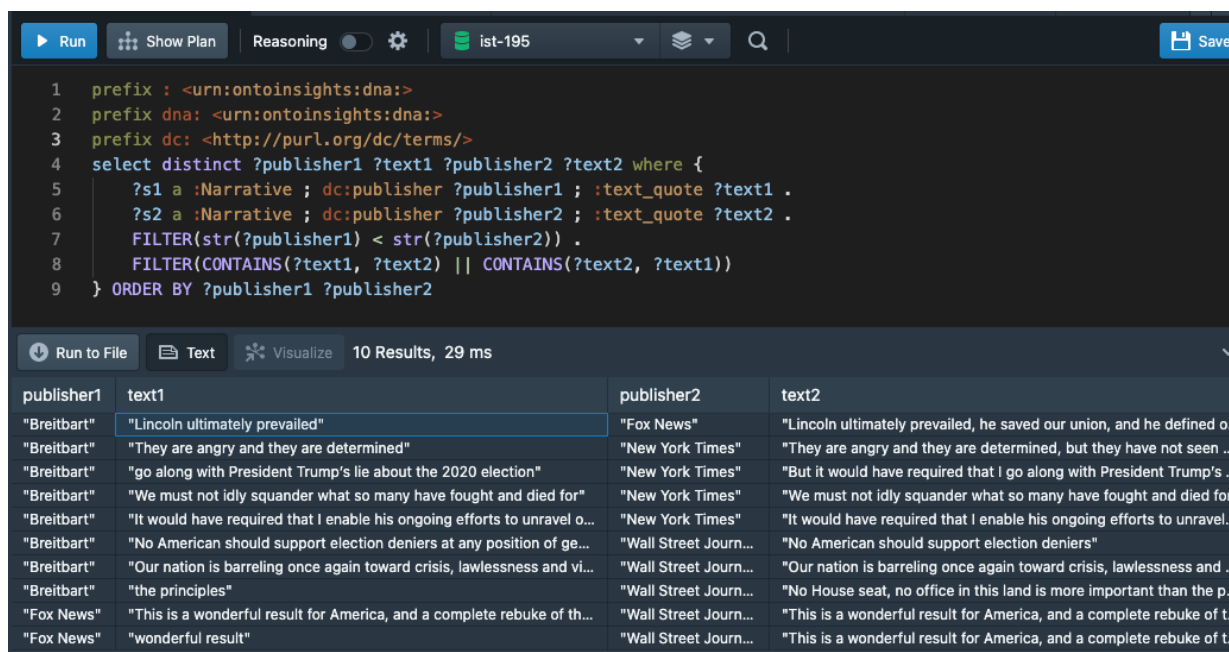 Run Show Plan Reasoning ist-195 Save
1 prefix : <urn:ontoinsights:dna:>
2 prefix dna: <urn:ontoinsights:dna:>
3 prefix dc: <http://purl.org/dc/terms/>
4 select distinct ?publisher1 ?text1 ?publisher2 ?text2 where {
5 ?s1 a :Narrative ; dc:publisher ?publisher1 ; :text_quote ?text1 .
6 ?s2 a :Narrative ; dc:publisher ?publisher2 ; :text_quote ?text2 .
7 FILTER(str(?publisher1) < str(?publisher2)) .
8 FILTER(CONTAINS(?text1, ?text2) || CONTAINS(?text2, ?text1))
9 } ORDER BY ?publisher1 ?publisher2
Run to File Text Visualize 10 Results, 29 ms
publisher1 text1 publisher2 text2
"Breitbart" "Lincoln ultimately prevailed" "Fox News" "Lincoln ultimately prevailed, he saved our union, and he defined o...
"Breitbart" "They are angry and they are determined" "New York Times" "They are angry and they are determined, but they have not seen ...
"Breitbart" "go along with President Trump's lie about the 2020 election" "New York Times" "But it would have required that I go along with President Trump's ...
"Breitbart" "We must not idly squander what so many have fought and died for" "New York Times" "We must not idly squander what so many have fought and died for
"Breitbart" "It would have required that I enable his ongoing efforts to unravel o... "New York Times" "It would have required that I enable his ongoing efforts to unravel...
"Breitbart" "No American should support election deniers at any position of ge... "Wall Street Journ... "No American should support election deniers"
"Breitbart" "Our nation is barreling once again toward crisis, lawlessness and vi... "Wall Street Journ... "Our nation is barreling once again toward crisis, lawlessness and ...
"Breitbart" "the principles" "Wall Street Journ... "No House seat, no office in this land is more important than the p...
"Fox News" "This is a wonderful result for America, and a complete rebuke of th... "Wall Street Journ... "This is a wonderful result for America, and a complete rebuke of t...
"Fox News" "wonderful result" "Wall Street Journ... "This is a wonderful result for America, and a complete rebuke of t...